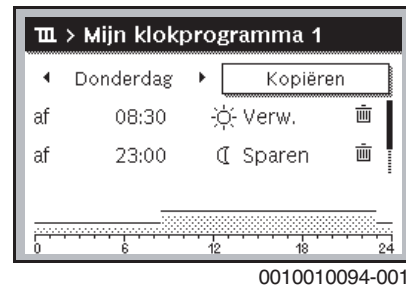 > Mijn klokprogramma 1
Donderdag Kopiëren
af 08:30 Verw.
af 23:00 Sparen
0 6 12 18 24
0010010094-001